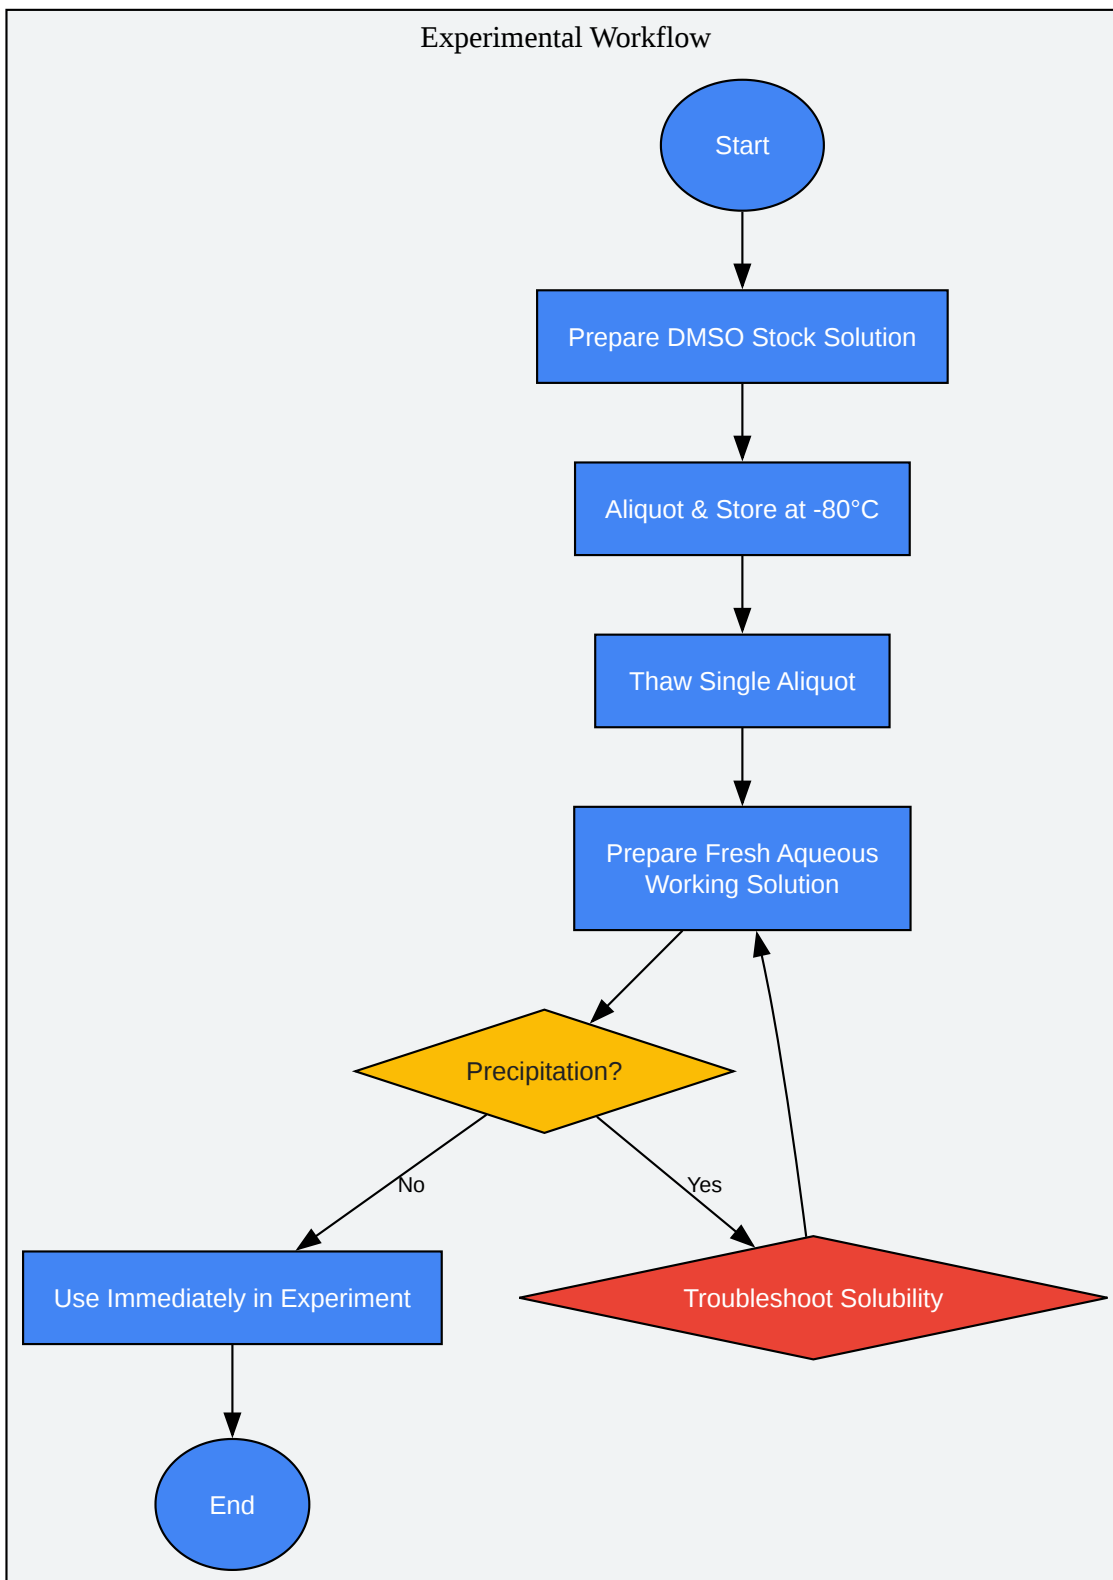 Experimental Workflow
Start
Prepare DMSO Stock Solution
Aliquot & Store at -80°C
Thaw Single Aliquot
Prepare Fresh Aqueous
Working Solution
Precipitation?
No
Yes
Use Immediately in Experiment
Troubleshoot Solubility
End